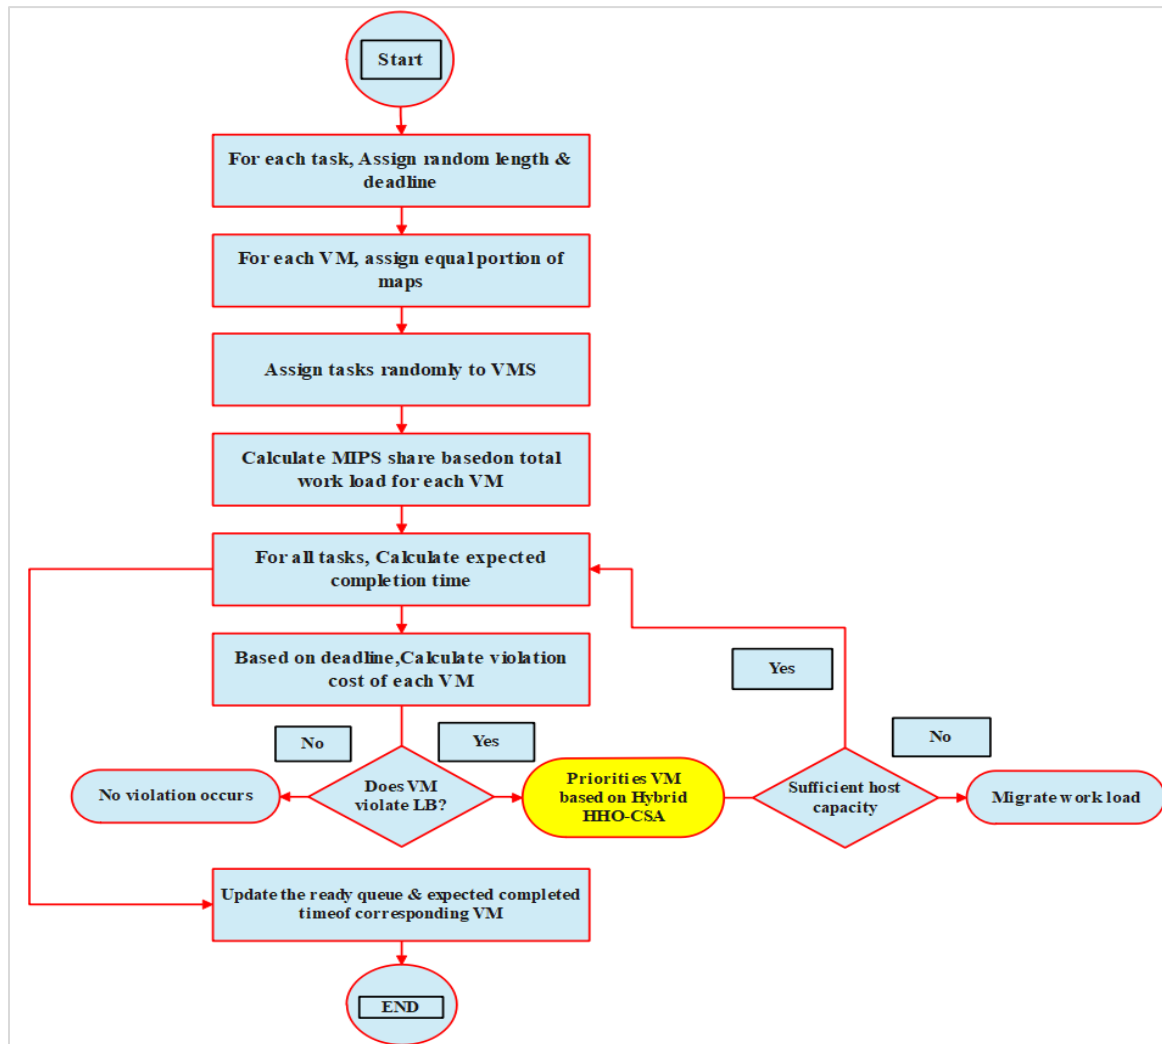 Start
For each task, Assign random length &
deadline
For each VM, assign equal portion of
maps
Assign tasks randomly to VMS
Calculate MIPS share basedon total
work load for each VM
For all tasks, Calculate expected
completion time
Based on deadline,Calculate violation
cost of each VM
Yes
No
Yes
No
No violation occurs
Does VM
violate LB?
Priorities VM
based on Hybrid
HHO-CSA
Sufficient host
capacity
Migrate work load
Update the ready queue & expected completed
timeof corresponding VM
END